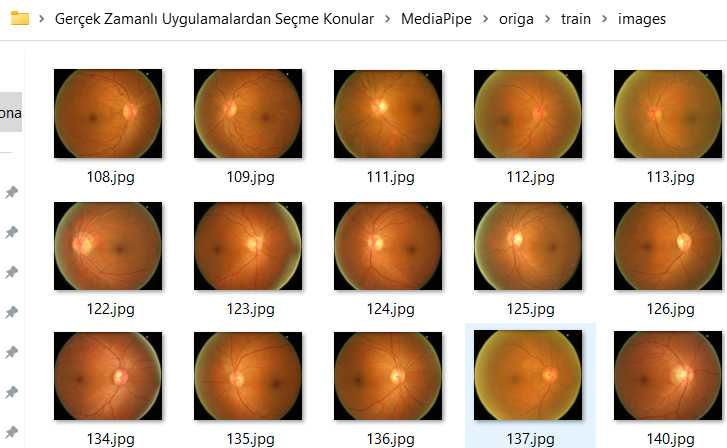 Gerçek Zamanlı Uygulamalardan Seçme Konular > MediaPipe > origa > train > images
ona
108.jpg 109.jpg 111.jpg 112.jpg 113.jpg
122.jpg 123.jpg 124.jpg 125.jpg 126.jpg
134.jpg 135.jpg 136.jpg 137.jpg 140.jpg